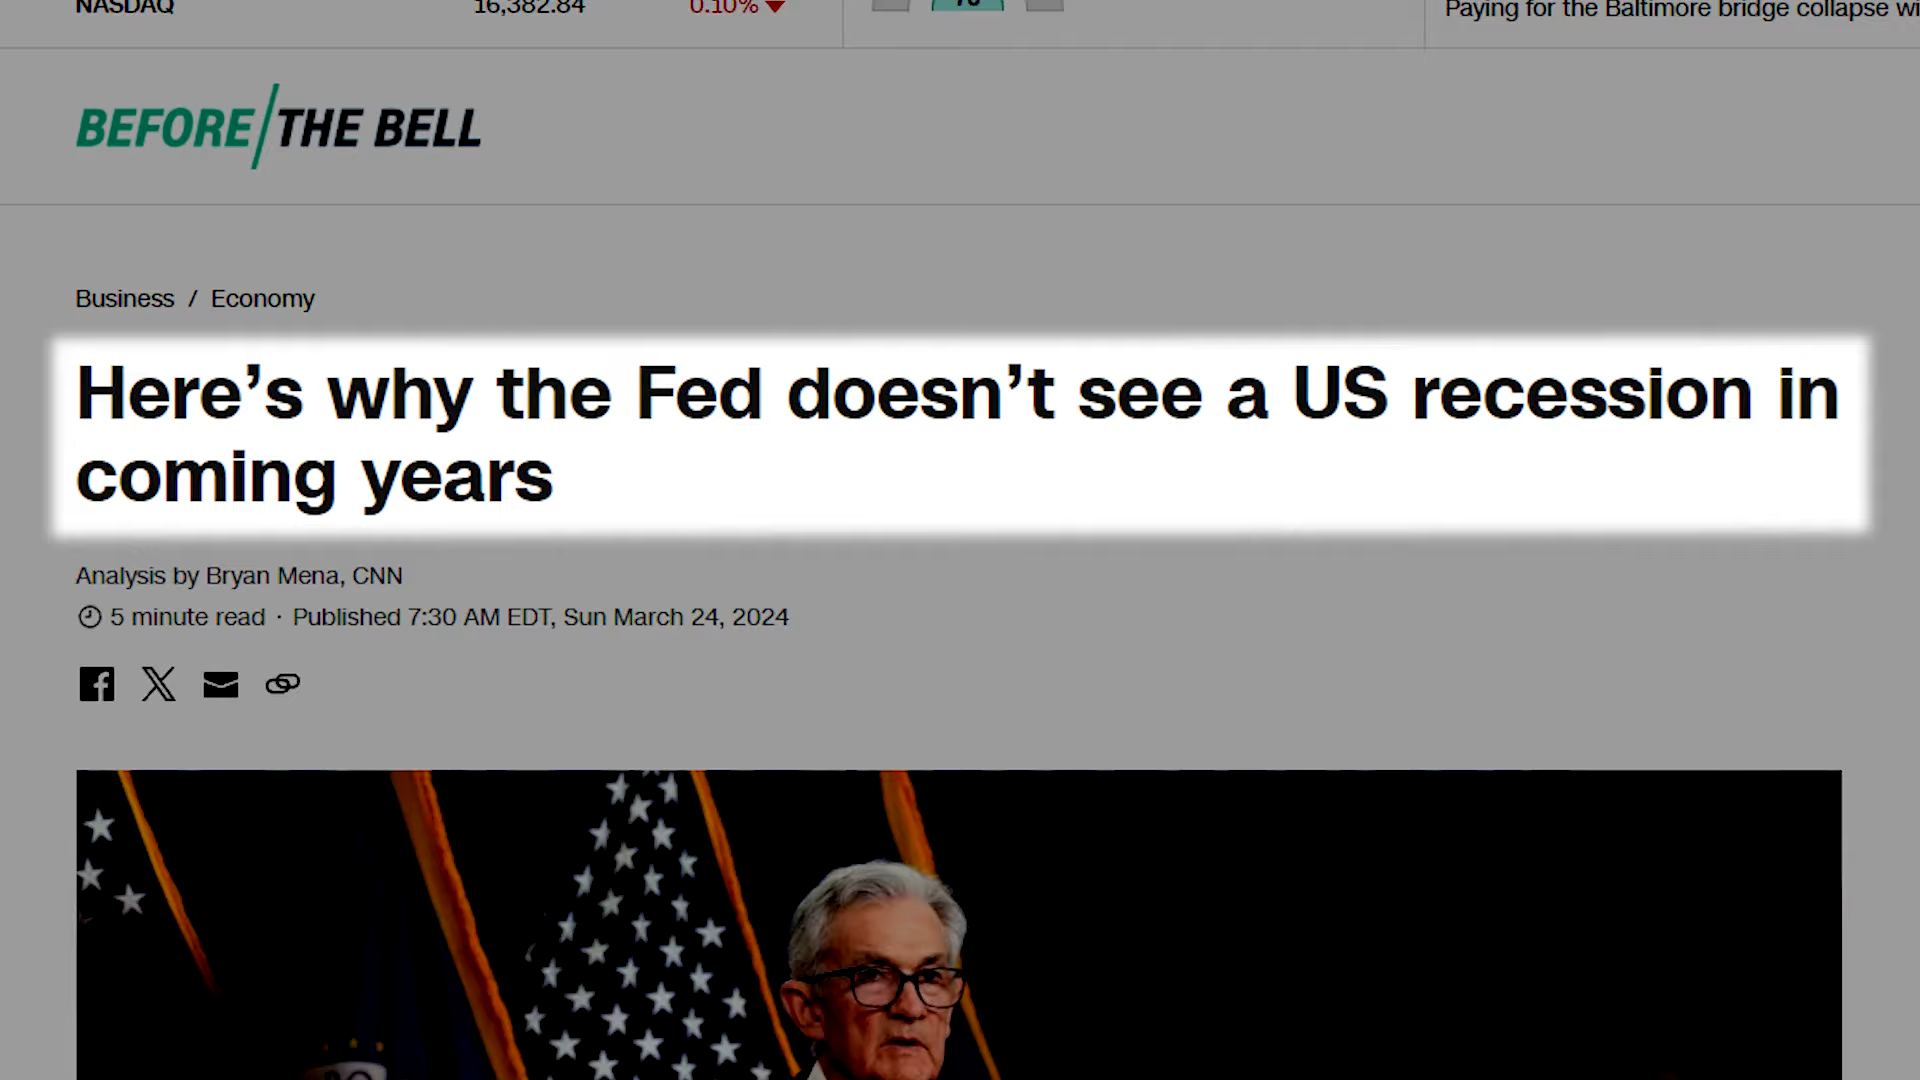 NASDAQ 16,382.84 0.10%
Paying for the Baltimore bridge collapse wi
BEFORE/THE BELL
Business / Economy
Here’s why the Fed doesn’t see a US recession in
coming years
Analysis by Bryan Mena, CNN
5 minute read · Published 7:30 AM EDT, Sun March 24, 2024